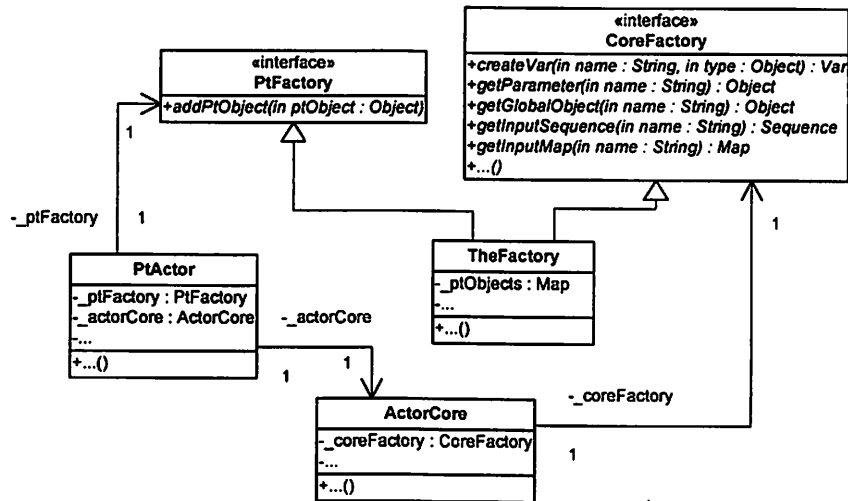 «interface»
PtFactory
+addPtObject(in ptObject : Object)
«interface»
CoreFactory
+createVar(in name : String, in type : Object) : Var
+getParameter(in name : String) : Object
+getGlobalObject(in name : String) : Object
+getInputSequence(in name : String) : Sequence
+getInputMap(in name : String) : Map
+...()
1
-_ptFactory
1
1
PtActor
-_ptFactory : PtFactory
-_actorCore : ActorCore
-...
+...()
TheFactory
-_ptObjects : Map
-...
+...()
-_actorCore
1
1
-_coreFactory
1
ActorCore
-_coreFactory : CoreFactory
-...
+...()